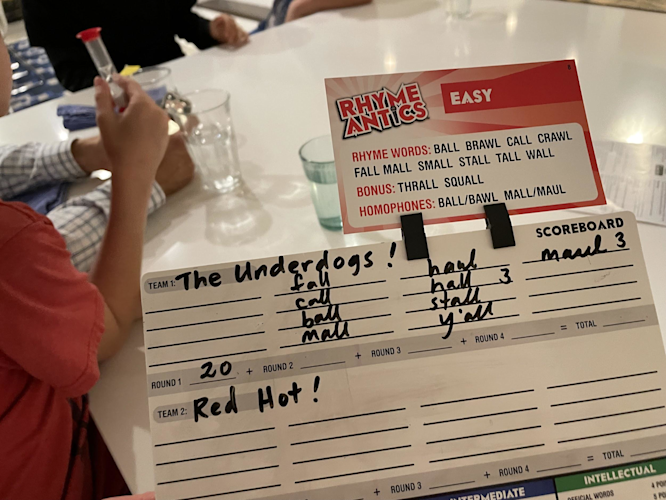 RHYME ANTICS
EASY
RHYME WORDS: BALL BRAWL CALL CRAWL
FALL MALL SMALL STALL TALL WALL
BONUS: THRALL SQUALL
HOMOPHONES: BALL/BAWL MALL/MAUL
SCOREBOARD
TEAM 1: The Underdogs!
fall haul maul 3
call hall 3
ball stall
mall y'all
ROUND 1 20 + ROUND 2 + ROUND 3 + ROUND 4 = TOTAL
TEAM 2: Red Hot!
+ ROUND 3 + ROUND 4 = TOTAL
INTERMEDIATE
INTELLECTUAL
OFFICIAL WORDS